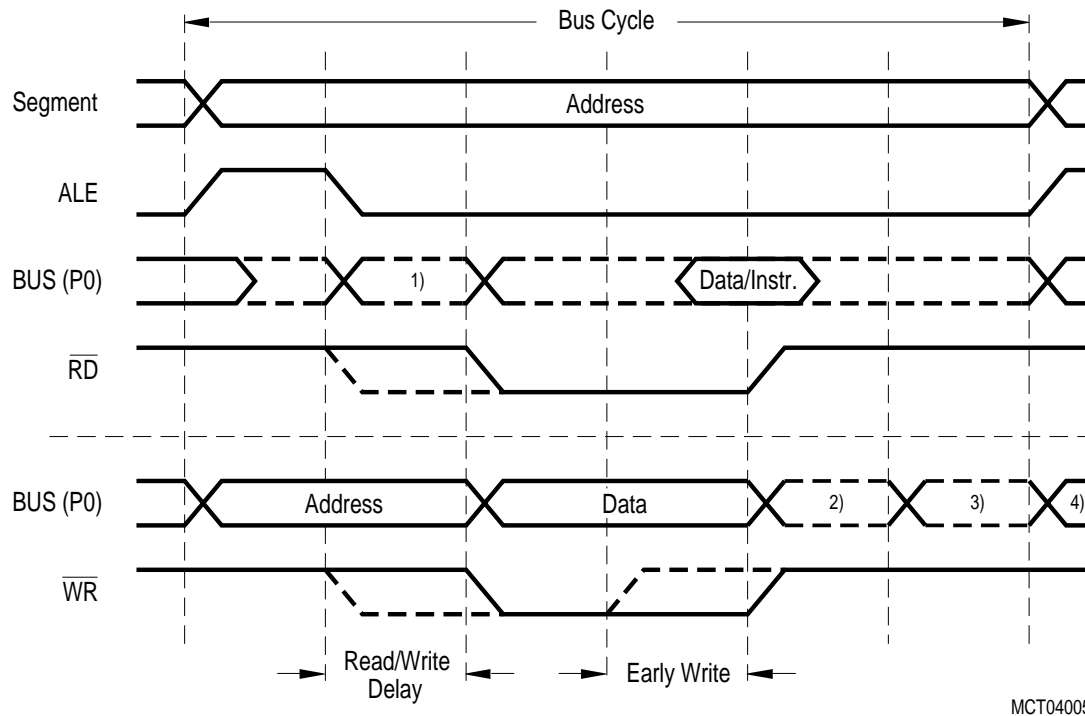 Bus Cycle
Segment
Address
ALE
BUS (P0)
1)
Data/Instr.
RD
BUS (P0)
Address
Data
2)
3)
4)
WR
Read/Write
Delay
Early Write
MCT04005